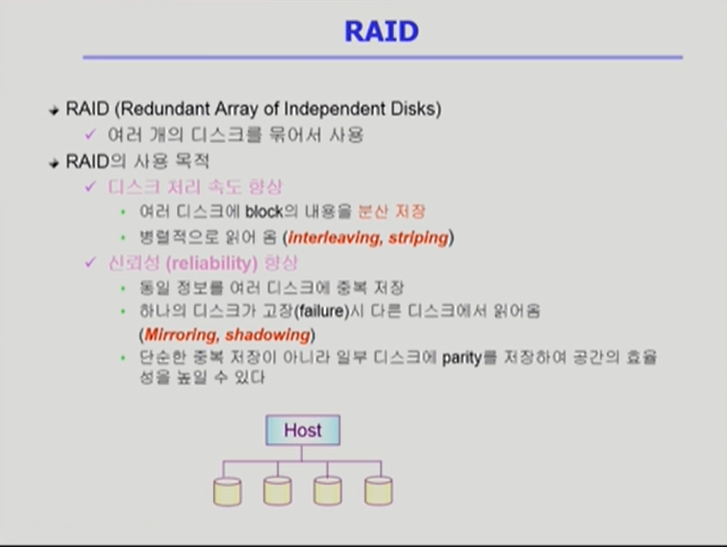 RAID
RAID (Redundant Array of Independent Disks)
여러 개의 디스크를 묶어서 사용
RAID의 사용 목적
디스크 처리 속도 향상
여러 디스크에 block의 내용을 분산 저장
병렬적으로 읽어 옴 (interleaving, striping)
신뢰성 (reliability) 향상
동일 정보를 여러 디스크에 중복 저장
하나의 디스크가 고장(failure)시 다른 디스크에서 읽어옴
(Mirroring, shadowing)
단순한 중복 저장이 아니라 일부 디스크에 parity를 저장하여 공간의 효율
성을 높일 수 있다
Host